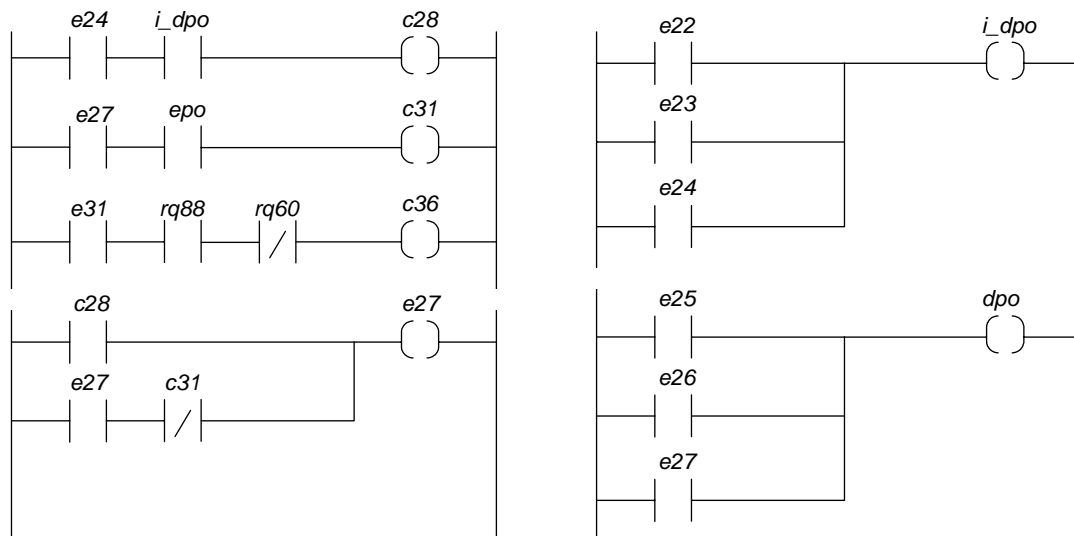 e24 i_dpo c28
e27 epo c31
e31 rq88 rq60 c36
c28 e27
e27 c31
e22 i_dpo
e23
e24
e25 dpo
e26
e27